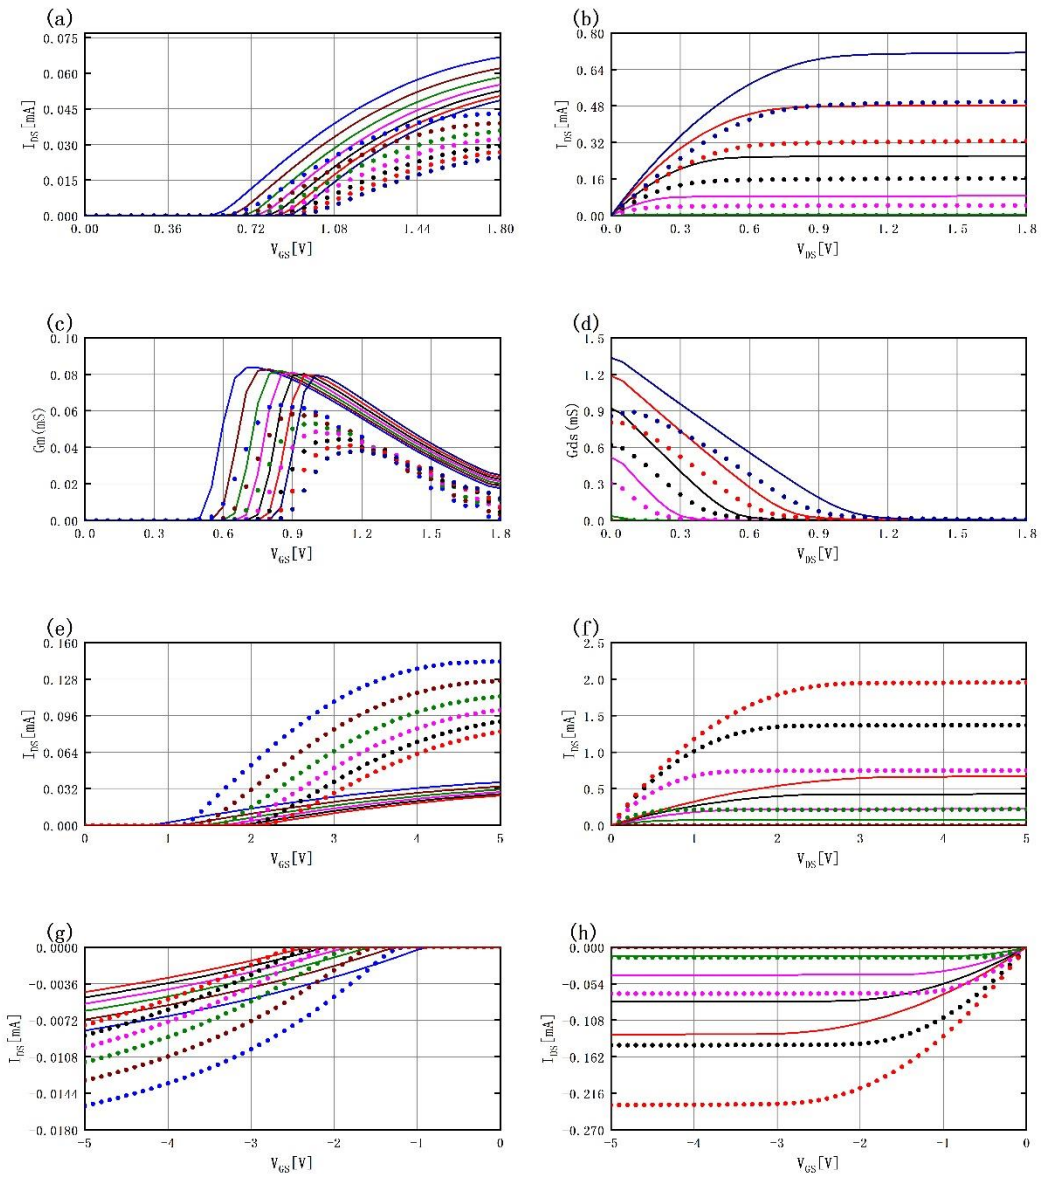 (a)
0.075
0.060
0.045
0.030
0.015
0.000
I_DS[mA]
0.00 0.36 0.72 1.08 1.44 1.80
V_GS[V]
(b)
0.80
0.64
0.48
0.32
0.16
0.00
I_DS[mA]
0.0 0.3 0.6 0.9 1.2 1.5 1.8
V_DS[V]
(c)
0.10
0.08
0.06
0.04
0.02
0.00
Gm(mS)
0.0 0.3 0.6 0.9 1.2 1.5 1.8
V_GS[V]
(d)
1.5
1.2
0.9
0.6
0.3
0.0
Gds(mS)
0.0 0.3 0.6 0.9 1.2 1.5 1.8
V_DS[V]
(e)
0.160
0.128
0.096
0.064
0.032
0.000
I_DS[mA]
0 1 2 3 4 5
V_GS[V]
(f)
2.5
2.0
1.5
1.0
0.5
0.0
I_DS[mA]
0 1 2 3 4 5
V_DS[V]
(g)
0.0000
-0.0036
-0.0072
-0.0108
-0.0144
-0.0180
I_DS[mA]
-5 -4 -3 -2 -1 0
V_GS[V]
(h)
0.000
-0.054
-0.108
-0.162
-0.216
-0.270
I_DS[mA]
-5 -4 -3 -2 -1 0
V_GS[V]